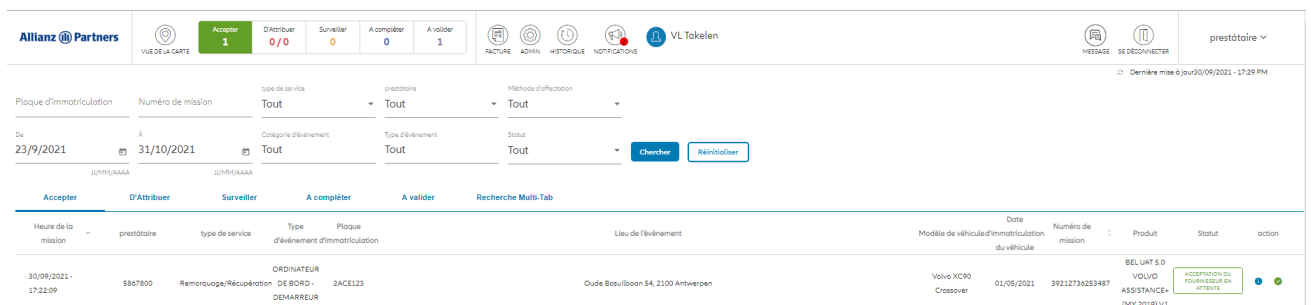 Allianz Partners
VUE DE LA CARTE
Accepter
1
D'Attribuer
0 / 0
Surveiller
0
A compléter
0
A valider
1
FACTURE
ADMIN
HISTORIQUE
NOTIFICATIONS
VL Takelen
MESSAGE
SE DÉCONNECTER
prestataire
Dernière mise à jour30/09/2021 - 17:29 PM
Plaque d'immatriculation
Numéro de mission
type de service
Tout
prestataire
Tout
Méthode d'affectation
Tout
De
23/9/2021
JJ/MM/AAAA
À
31/10/2021
JJ/MM/AAAA
Catégorie d'événement
Tout
Type d'événement
Tout
Statut
Tout
Chercher
Réinitialiser
Accepter
D'Attribuer
Surveiller
A compléter
A valider
Recherche Multi-Tab
Heure de la mission
prestataire
type de service
Type d'événement
Plaque d'immatriculation
Lieu de l'événement
Modèle de véhicule
Date d'immatriculation du véhicule
Numéro de mission
Produit
Statut
action
30/09/2021 - 17:22:09
5867800
Remorquage/Récupération
ORDINATEUR DE BORD - DEMARREUR
2ACE123
Oude Bosuilbaan 54, 2100 Antwerpen
Volvo XC90 Crossover
01/05/2021
39212736253487
BEL UAT 5.0 VOLVO ASSISTANCE+ (MY 2019) V1
ACCEPTATION DU FOURNISSEUR EN ATTENTE